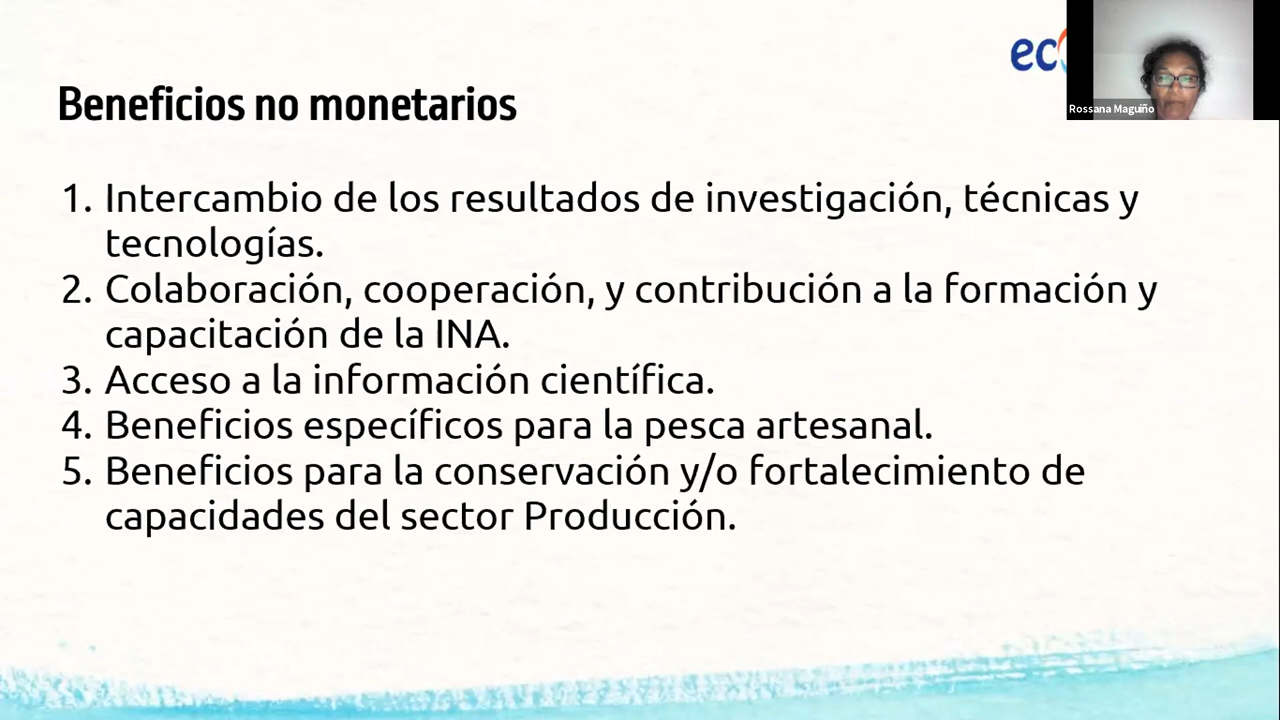 Beneficios no monetarios
Rossana Maguiño
1. Intercambio de los resultados de investigación, técnicas y
tecnologías.
2. Colaboración, cooperación, y contribución a la formación y
capacitación de la INA.
3. Acceso a la información científica.
4. Beneficios específicos para la pesca artesanal.
5. Beneficios para la conservación y/o fortalecimiento de
capacidades del sector Producción.